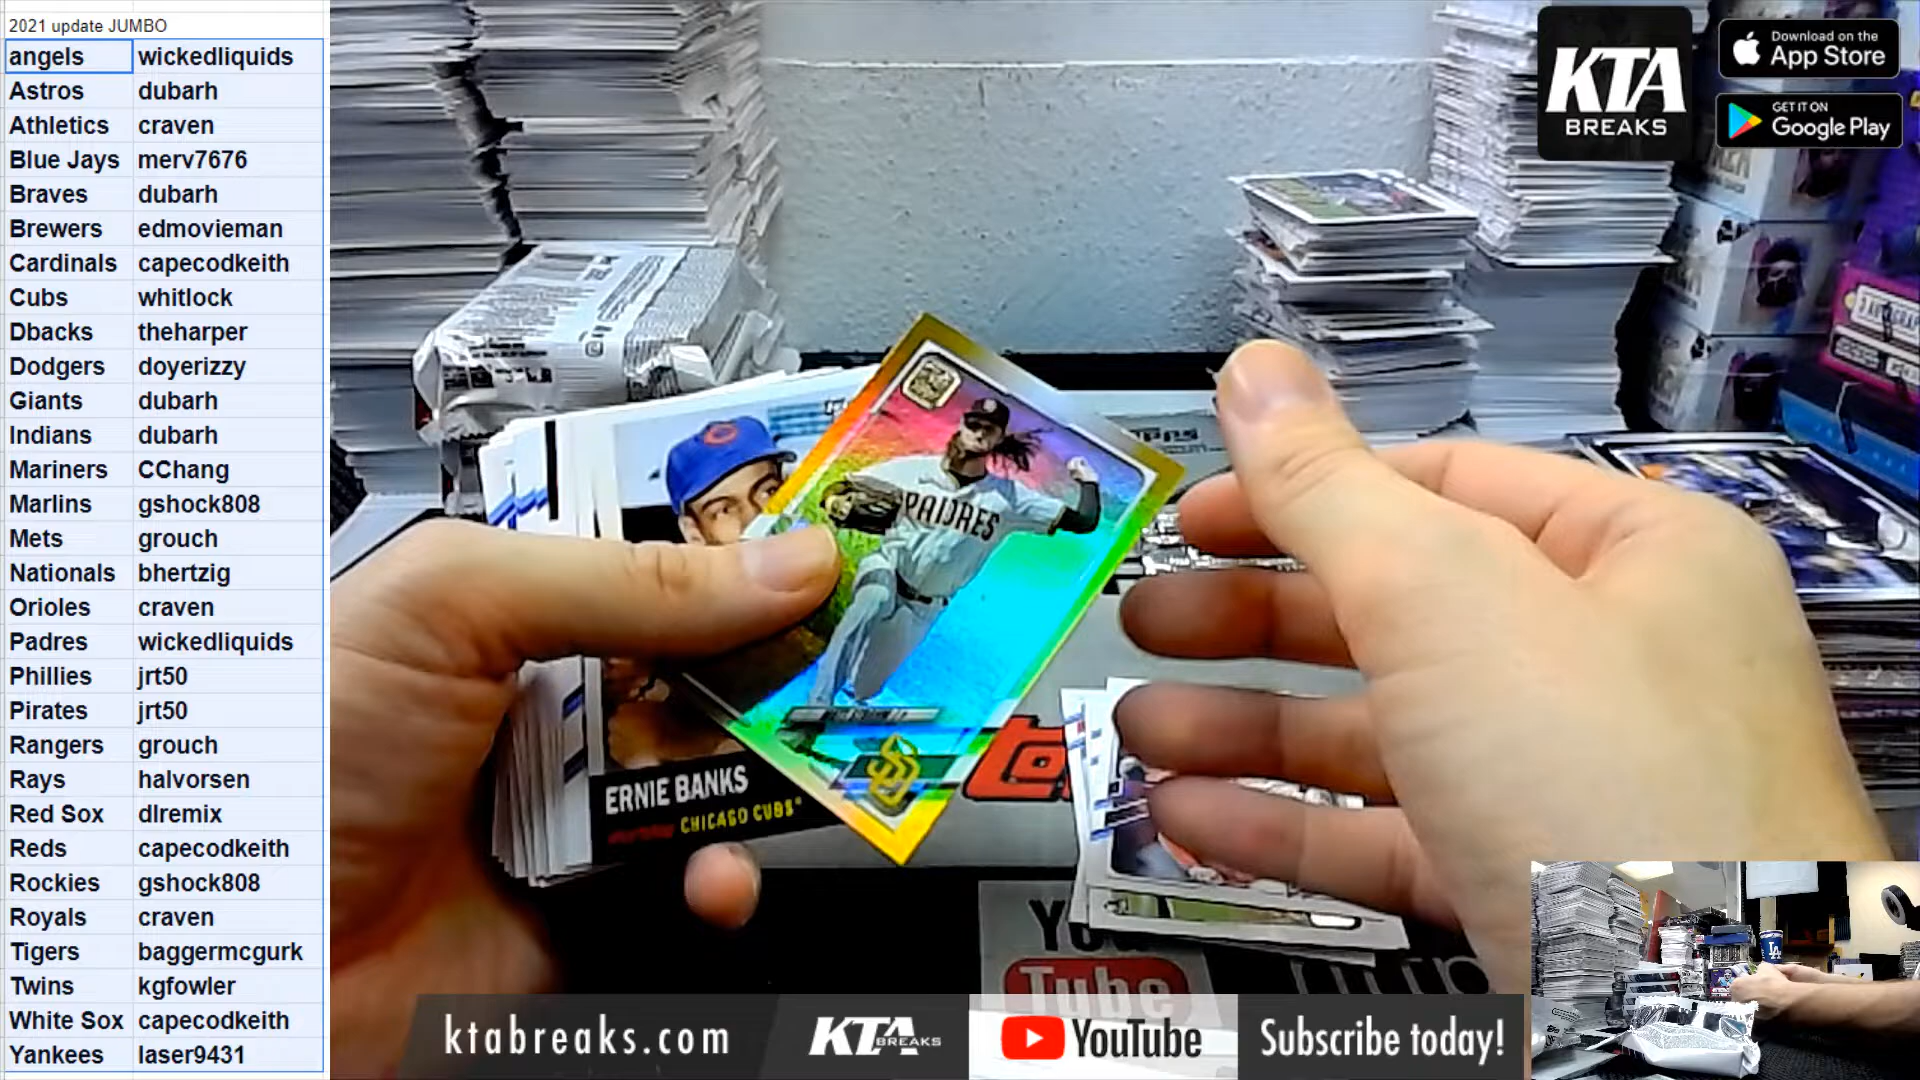 2021 update JUMBO
angels wickedliquids
Astros dubarh
Athletics craven
Blue Jays merv7676
Braves dubarh
Brewers edmovieman
Cardinals capecodkeith
Cubs whitlock
Dbacks theharper
Dodgers doyerizzy
Giants dubarh
Indians dubarh
Mariners CChang
Marlins gshock808
Mets grouch
Nationals bhertzig
Orioles craven
Padres wickedliquids
Phillies jrt50
Pirates jrt50
Rangers grouch
Rays halvorsen
Red Sox dlremix
Reds capecodkeith
Rockies gshock808
Royals craven
Tigers baggermcgurk
Twins kgfowler
White Sox capecodkeith
Yankees laser9431
KTA
BREAKS
Download on the
App Store
GET IT ON
Google Play
PADRES
SD
ERNIE BANKS
CHICAGO CUBS
You
Tube
ktabreaks.com
KTA
BREAKS
YouTube
Subscribe today!